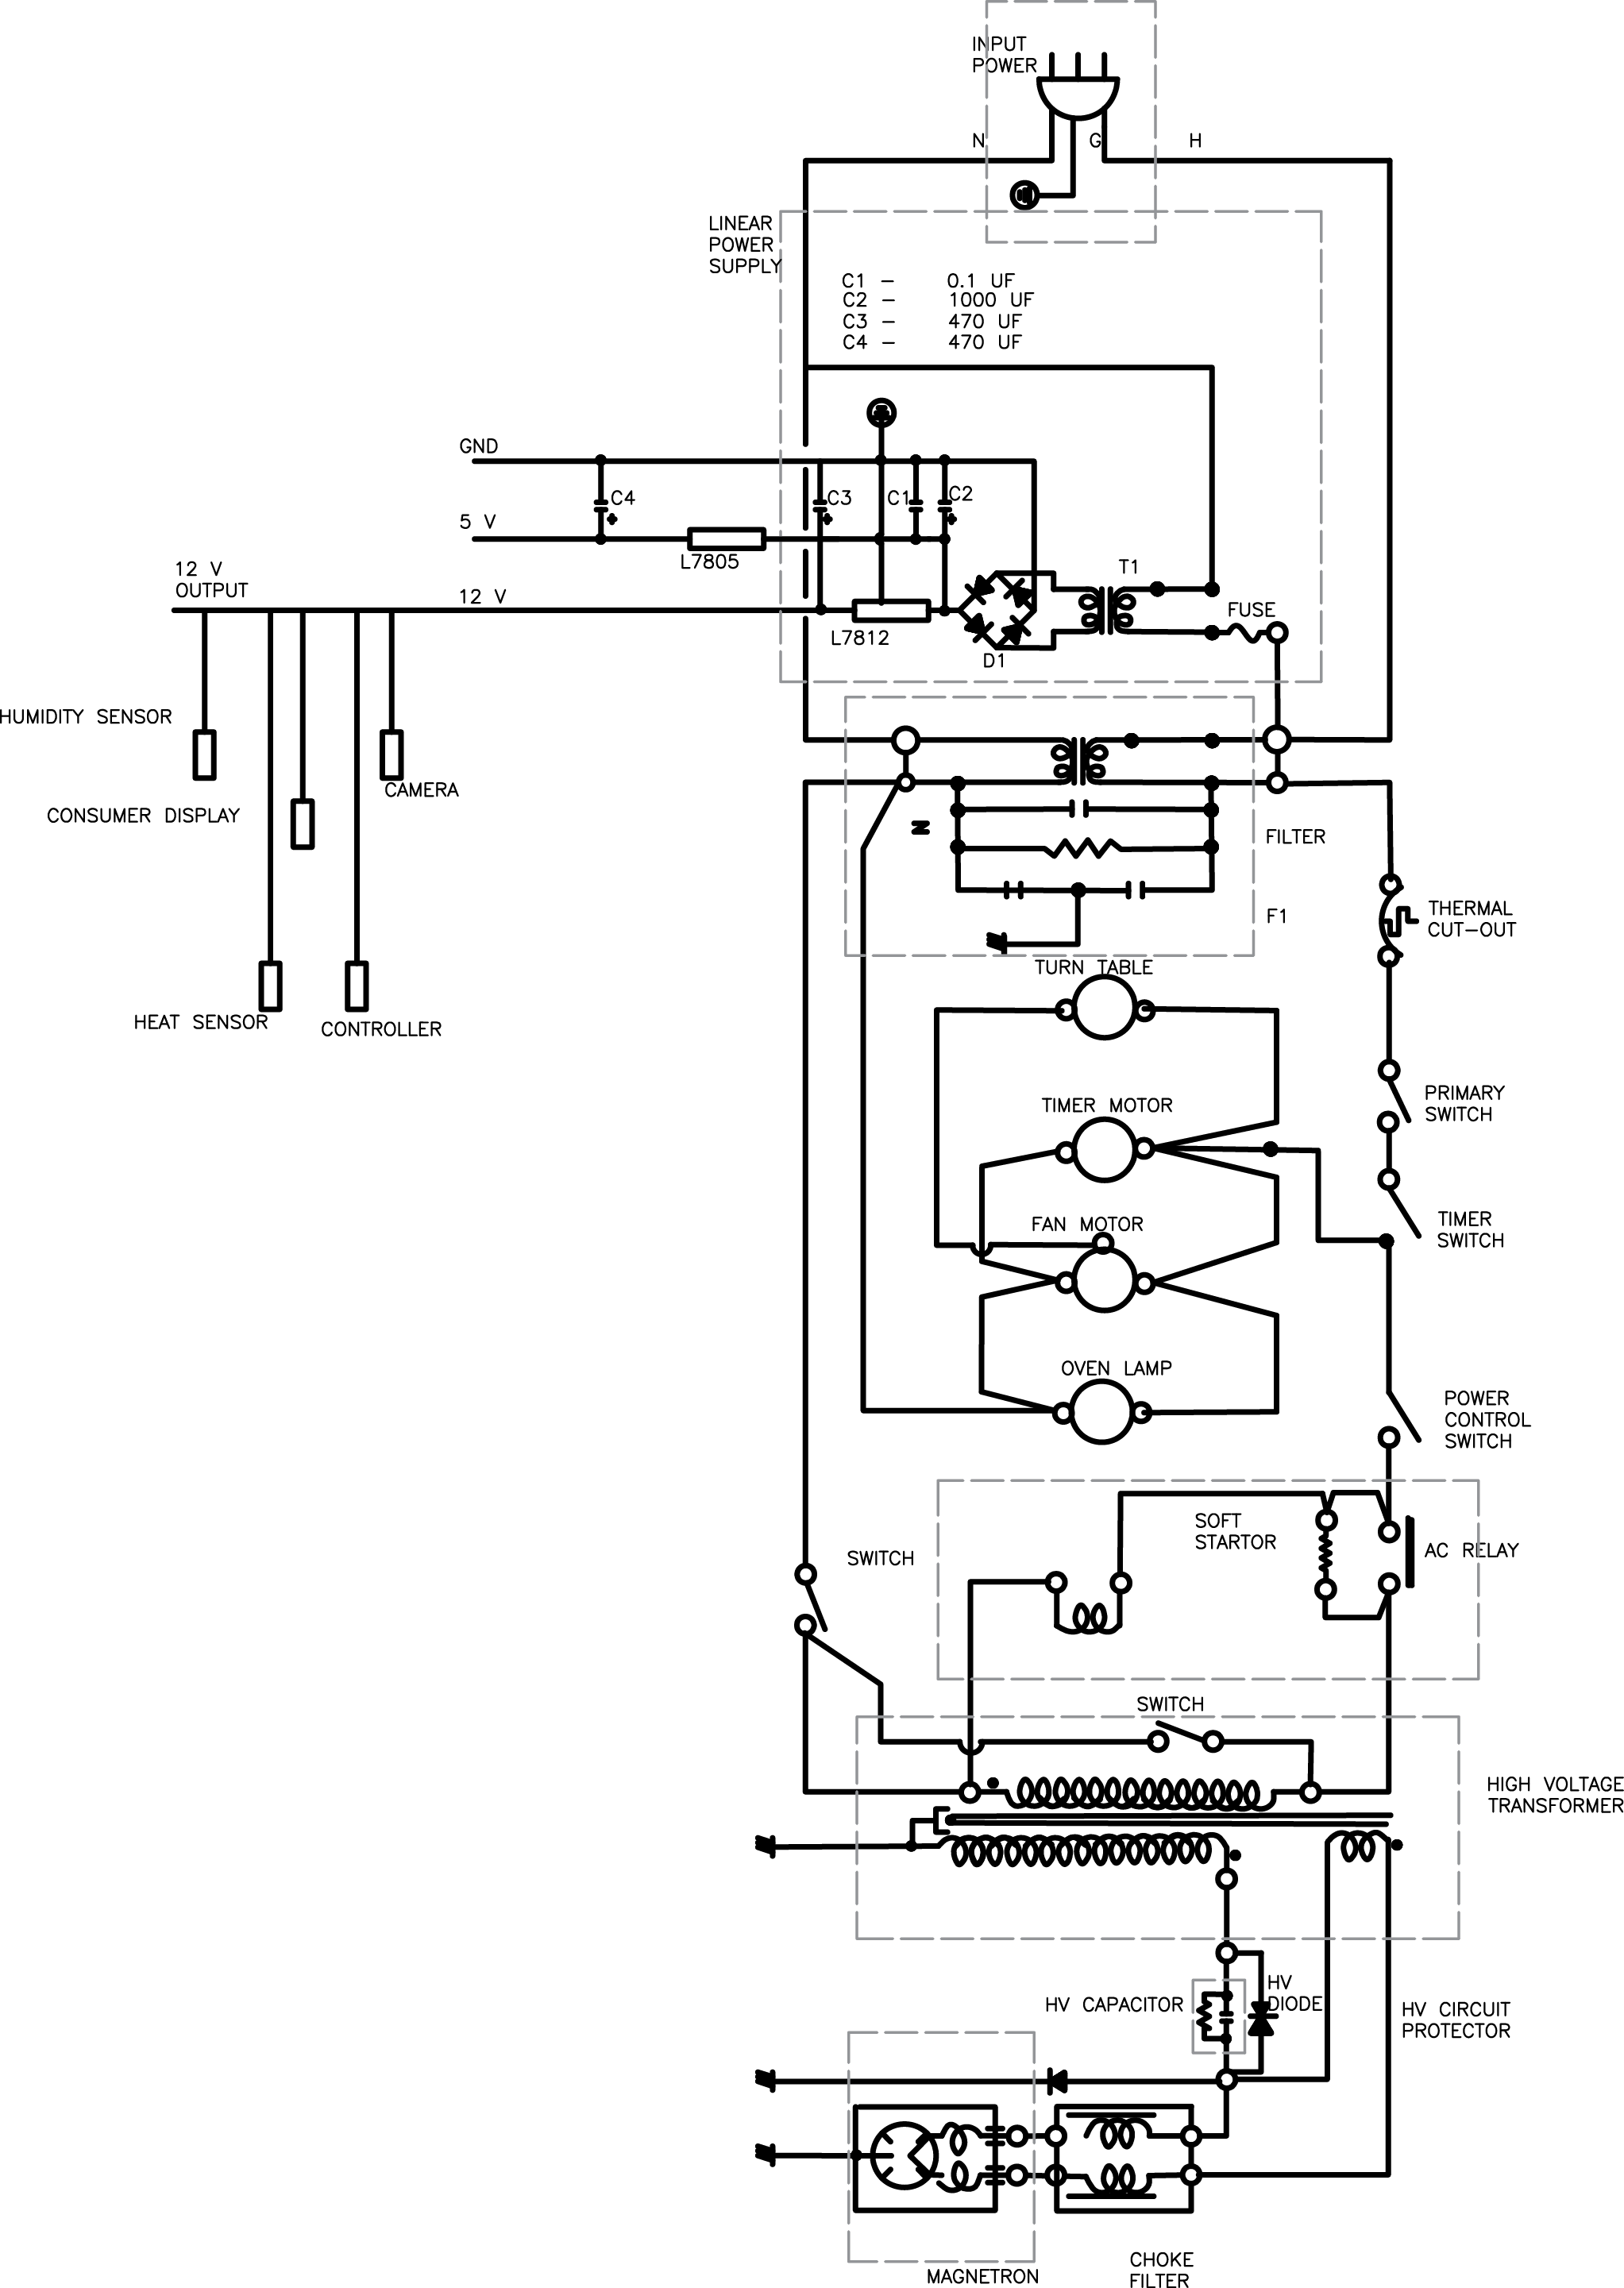 INPUT
POWER
N
G
H
LINEAR
POWER
SUPPLY
C1 - 0.1 UF
C2 - 1000 UF
C3 - 470 UF
C4 - 470 UF
GND
C4
C3
C1
C2
5 V
L7805
T1
12 V
OUTPUT
12 V
FUSE
L7812
D1
HUMIDITY SENSOR
CAMERA
CONSUMER DISPLAY
N
FILTER
F1
THERMAL
CUT-OUT
TURN TABLE
HEAT SENSOR
CONTROLLER
PRIMARY
SWITCH
TIMER MOTOR
TIMER
SWITCH
FAN MOTOR
OVEN LAMP
POWER
CONTROL
SWITCH
SOFT
STARTOR
AC RELAY
SWITCH
SWITCH
HIGH VOLTAGE
TRANSFORMER
HV CAPACITOR
HV
DIODE
HV CIRCUIT
PROTECTOR
MAGNETRON
CHOKE
FILTER